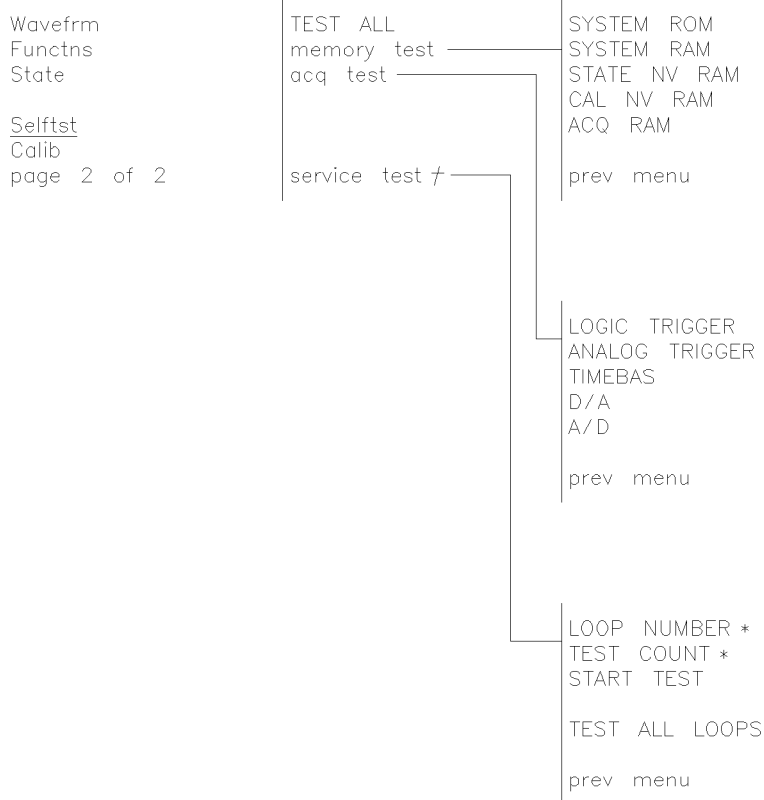 Wavefrm
Functns
State
Selftst
Calib
page 2 of 2
TEST ALL
memory test
acq test
service test †
SYSTEM ROM
SYSTEM RAM
STATE NV RAM
CAL NV RAM
ACQ RAM
prev menu
LOGIC TRIGGER
ANALOG TRIGGER
TIMEBAS
D/A
A/D
prev menu
LOOP NUMBER *
TEST COUNT *
START TEST
TEST ALL LOOPS
prev menu